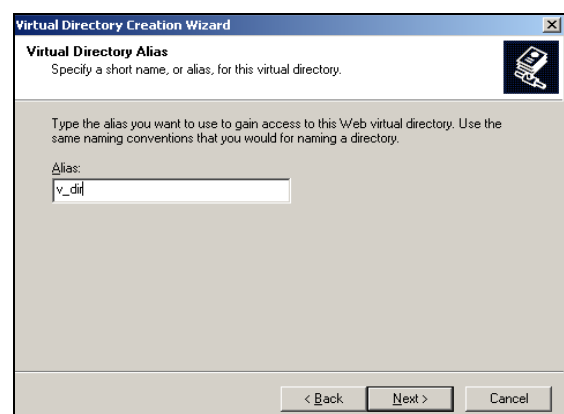 Virtual Directory Creation Wizard
Virtual Directory Alias
Specify a short name, or alias, for this virtual directory.
Type the alias you want to use to gain access to this Web virtual directory. Use the
same naming conventions that you would for naming a directory.
Alias:
v_dir
< Back Next > Cancel